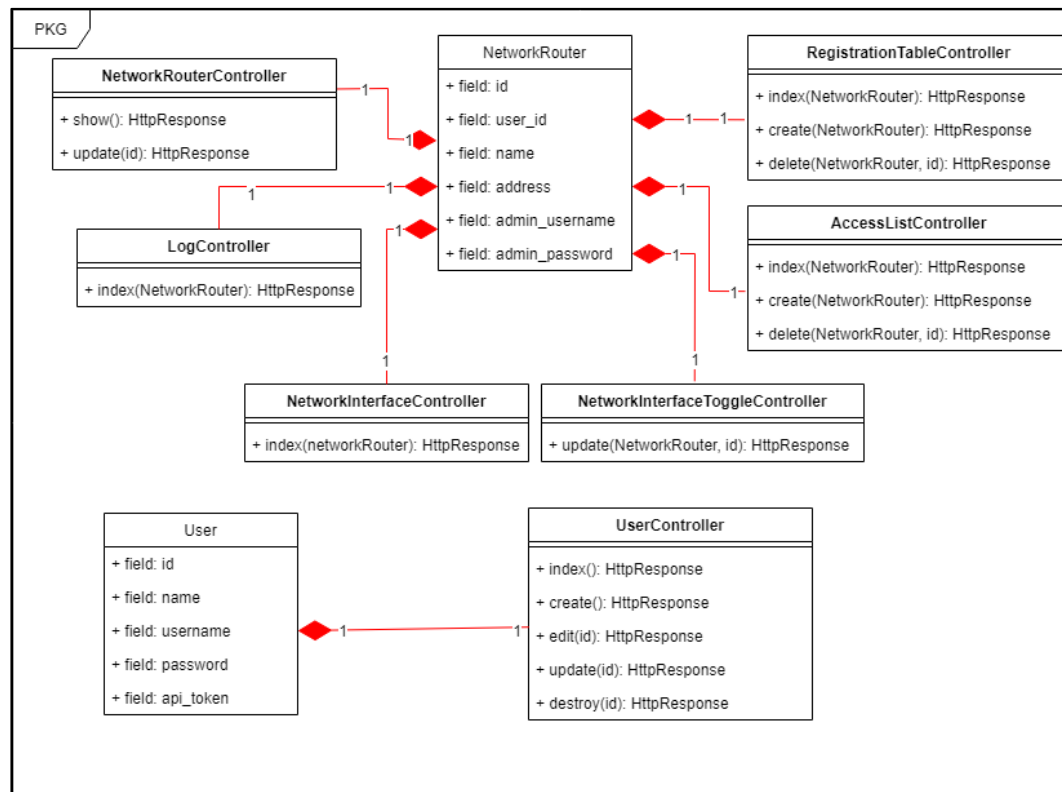 PKG
NetworkRouterController
+ show(): HttpResponse
+ update(id): HttpResponse
1
1
NetworkRouter
+ field: id
+ field: user_id
+ field: name
+ field: address
+ field: admin_username
+ field: admin_password
RegistrationTableController
+ index(NetworkRouter): HttpResponse
+ create(NetworkRouter): HttpResponse
+ delete(NetworkRouter, id): HttpResponse
1
1
LogController
+ index(NetworkRouter): HttpResponse
1
1
AccessListController
+ index(NetworkRouter): HttpResponse
+ create(NetworkRouter): HttpResponse
+ delete(NetworkRouter, id): HttpResponse
1
1
NetworkInterfaceController
+ index(networkRouter): HttpResponse
1
1
NetworkInterfaceToggleController
+ update(NetworkRouter, id): HttpResponse
1
1
User
+ field: id
+ field: name
+ field: username
+ field: password
+ field: api_token
1
1
UserController
+ index(): HttpResponse
+ create(): HttpResponse
+ edit(id): HttpResponse
+ update(id): HttpResponse
+ destroy(id): HttpResponse